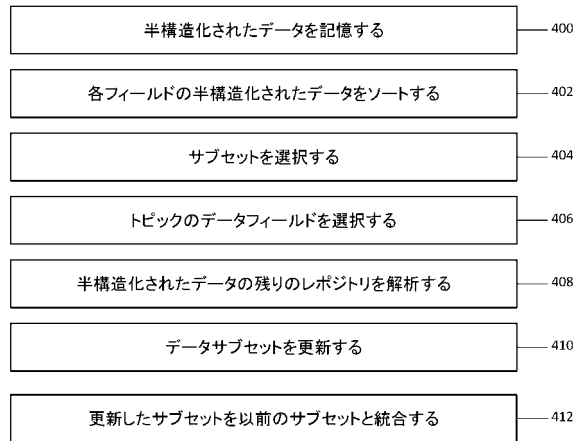 半構造化されたデータを記憶する 400
各フィールドの半構造化されたデータをソートする 402
サブセットを選択する 404
トピックのデータフィールドを選択する 406
半構造化されたデータの残りのレポジトリを解析する 408
データサブセットを更新する 410
更新したサブセットを以前のサブセットと統合する 412